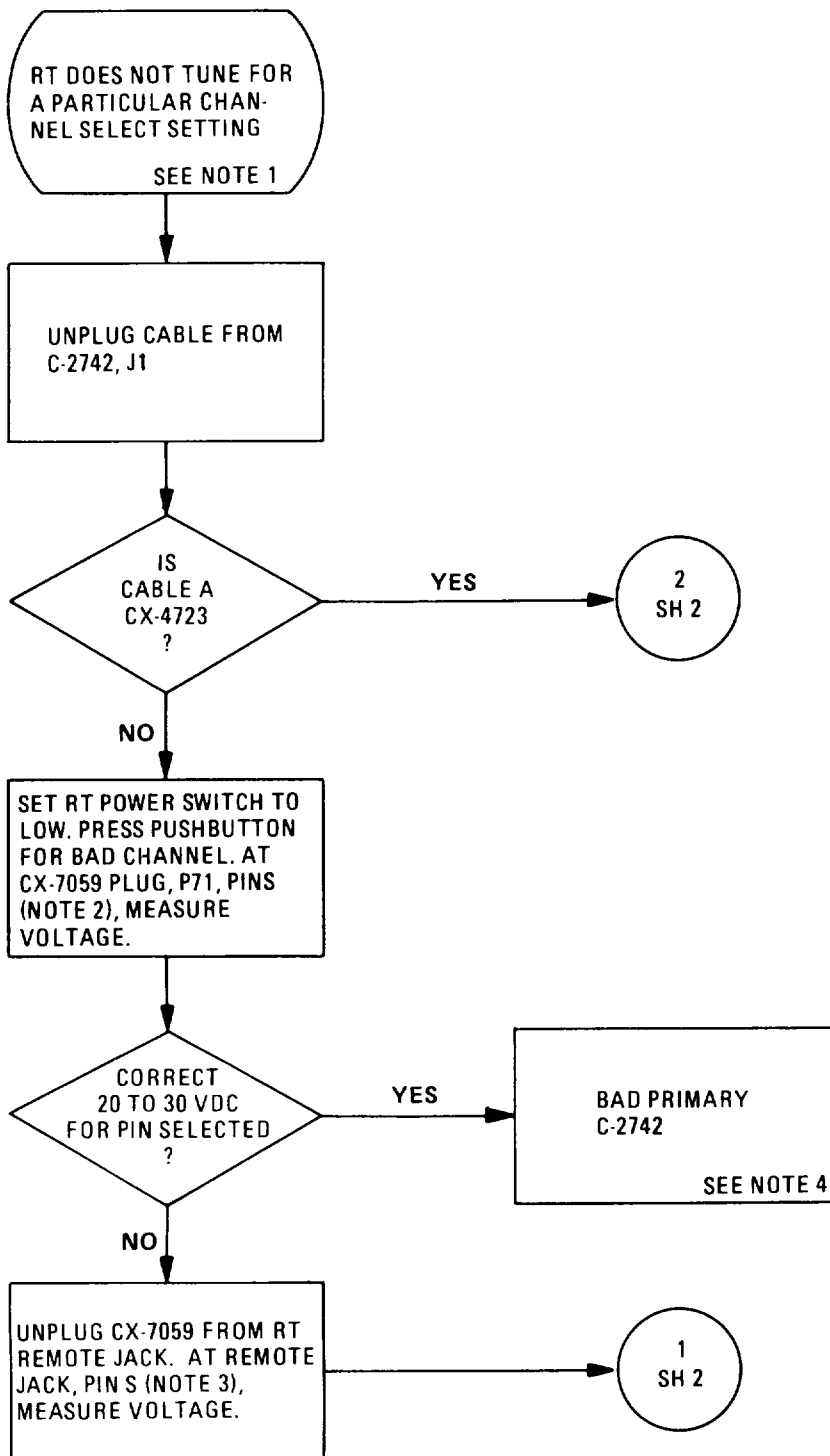 RT DOES NOT TUNE FOR
A PARTICULAR CHAN-
NEL SELECT SETTING
SEE NOTE 1
UNPLUG CABLE FROM
C-2742, J1
IS
CABLE A
CX-4723
?
YES
2
SH 2
NO
SET RT POWER SWITCH TO
LOW. PRESS PUSHBUTTON
FOR BAD CHANNEL. AT
CX-7059 PLUG, P71, PINS
(NOTE 2), MEASURE
VOLTAGE.
CORRECT
20 TO 30 VDC
FOR PIN SELECTED
?
YES
BAD PRIMARY
C-2742
SEE NOTE 4
NO
UNPLUG CX-7059 FROM RT
REMOTE JACK. AT REMOTE
JACK, PIN S (NOTE 3),
MEASURE VOLTAGE.
1
SH 2